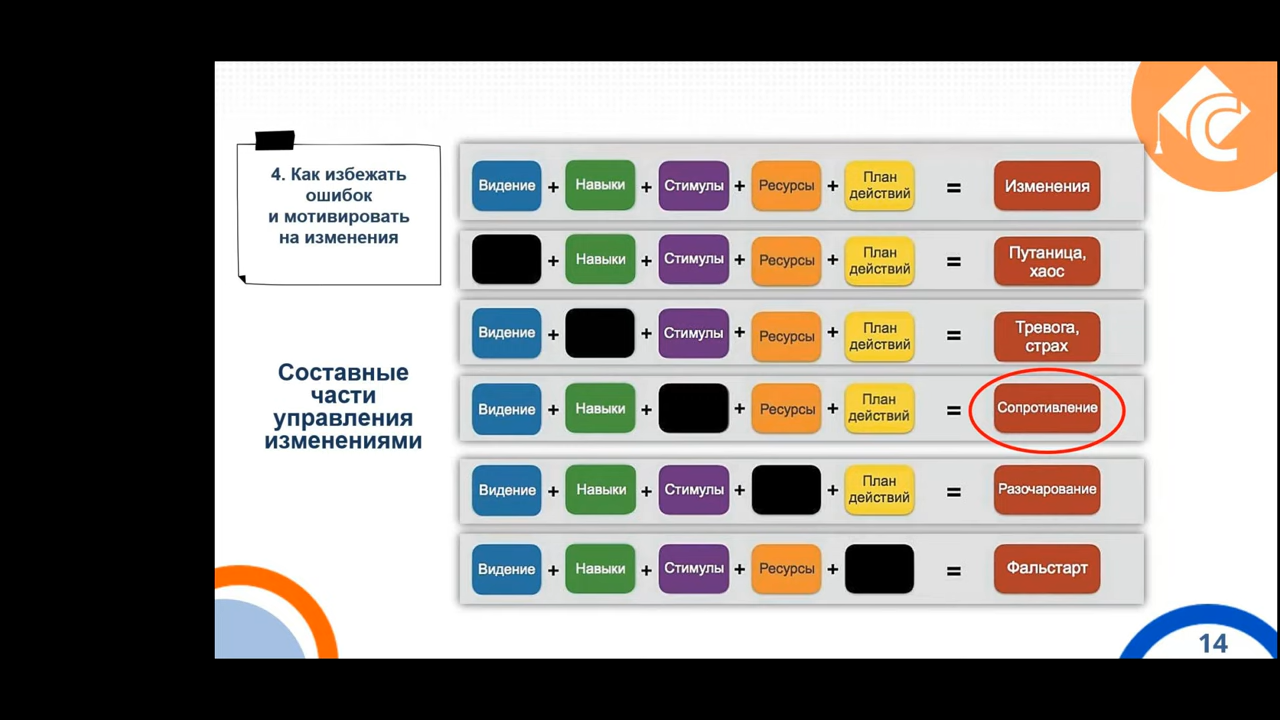 4. Как избежать
ошибок
и мотивировать
на изменения
Составные
части
управления
изменениями
Видение + Навыки + Стимулы + Ресурсы + План действий = Изменения
+ Навыки + Стимулы + Ресурсы + План действий = Путаница, хаос
Видение + + Стимулы + Ресурсы + План действий = Тревога, страх
Видение + Навыки + + Ресурсы + План действий = Сопротивление
Видение + Навыки + Стимулы + + План действий = Разочарование
Видение + Навыки + Стимулы + Ресурсы + = Фальстарт
C
14